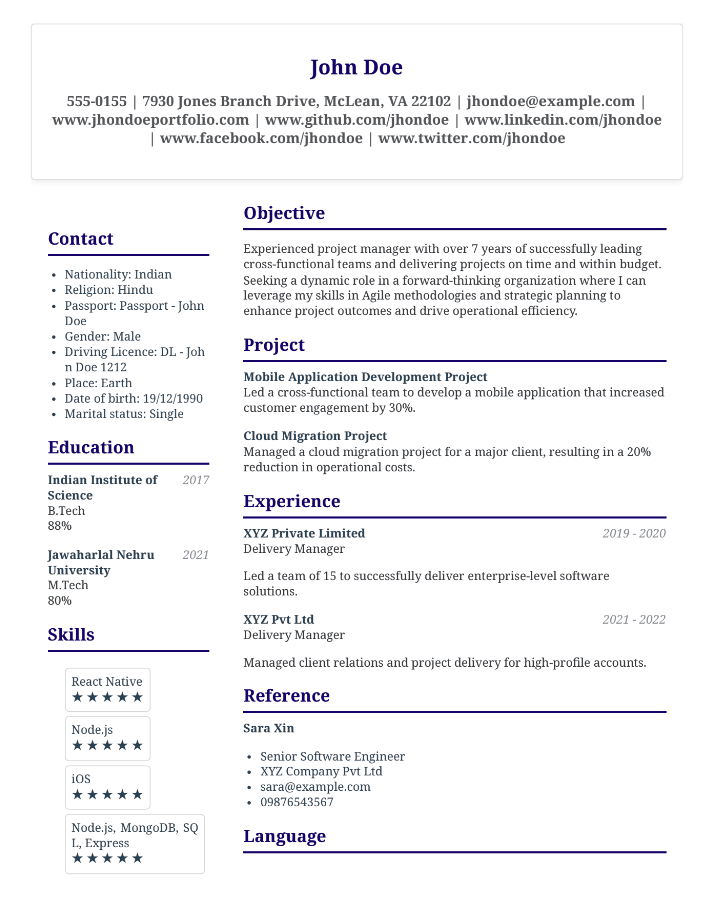 John Doe
555-0155 | 7930 Jones Branch Drive, McLean, VA 22102 | jhondoe@example.com |
www.jhondoeportfolio.com | www.github.com/jhondoe | www.linkedin.com/jhondoe
| www.facebook.com/jhondoe | www.twitter.com/jhondoe
Contact
• Nationality: Indian
• Religion: Hindu
• Passport: Passport - John
Doe
• Gender: Male
• Driving Licence: DL - Joh
n Doe 1212
• Place: Earth
• Date of birth: 19/12/1990
• Marital status: Single
Education
Indian Institute of 2017
Science
B.Tech
88%
Jawaharlal Nehru 2021
University
M.Tech
80%
Skills
React Native
★★★★★
Node.js
★★★★★
iOS
★★★★★
Node.js, MongoDB, SQ
L, Express
★★★★★
Objective
Experienced project manager with over 7 years of successfully leading
cross-functional teams and delivering projects on time and within budget.
Seeking a dynamic role in a forward-thinking organization where I can
leverage my skills in Agile methodologies and strategic planning to
enhance project outcomes and drive operational efficiency.
Project
Mobile Application Development Project
Led a cross-functional team to develop a mobile application that increased
customer engagement by 30%.
Cloud Migration Project
Managed a cloud migration project for a major client, resulting in a 20%
reduction in operational costs.
Experience
XYZ Private Limited 2019 - 2020
Delivery Manager
Led a team of 15 to successfully deliver enterprise-level software
solutions.
XYZ Pvt Ltd 2021 - 2022
Delivery Manager
Managed client relations and project delivery for high-profile accounts.
Reference
Sara Xin
• Senior Software Engineer
• XYZ Company Pvt Ltd
• sara@example.com
• 09876543567
Language